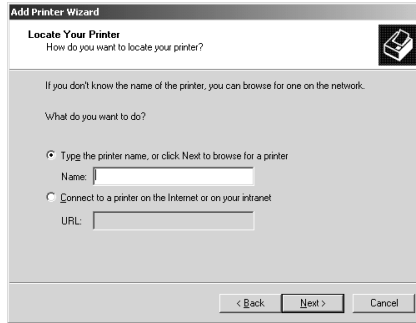 Add Printer Wizard
Locate Your Printer
How do you want to locate your printer?
If you don't know the name of the printer, you can browse for one on the network.
What do you want to do?
Type the printer name, or click Next to browse for a printer
Name:
Connect to a printer on the Internet or on your intranet
URL:
< Back Next > Cancel